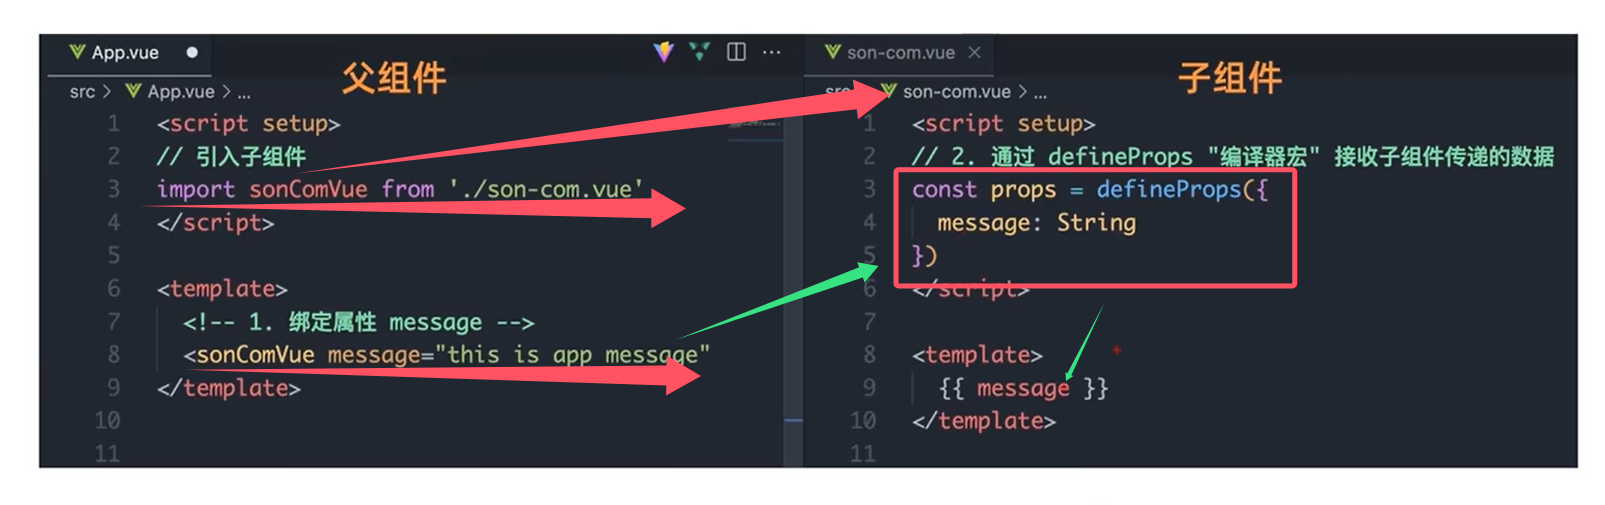 App.vue
父组件
src > App.vue > ...
1 <script setup>
2 // 引入子组件
3 import sonComVue from './son-com.vue'
4 </script>
5
6 <template>
7 <!-- 1. 绑定属性 message -->
8 <sonComVue message="this is app message"
9 </template>
10
11
son-com.vue
子组件
son-com.vue > ...
1 <script setup>
2 // 2. 通过 defineProps "编译器宏" 接收子组件传递的数据
3 const props = defineProps({
4 message: String
5 })
6 </script>
7
8 <template>
9 {{ message }}
10 </template>
11